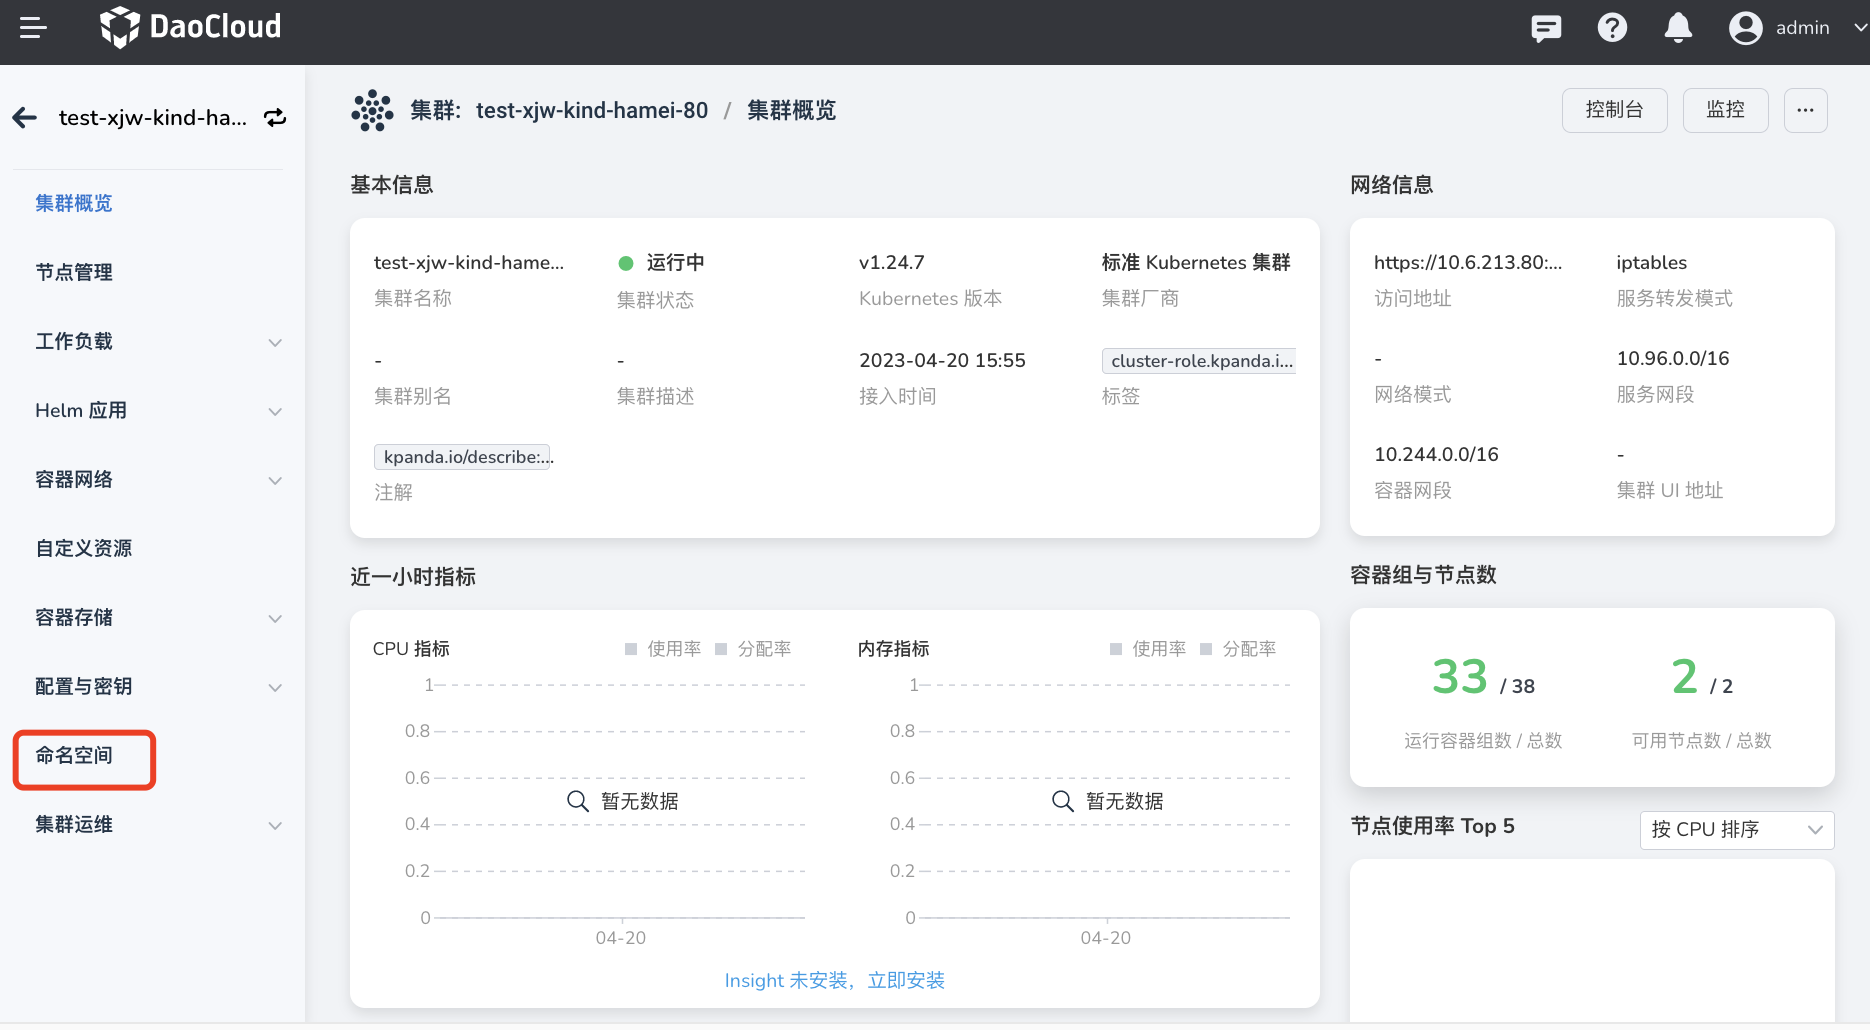 DaoCloud
admin
test-xjw-kind-ha...
集群概览
节点管理
工作负载
Helm 应用
容器网络
自定义资源
容器存储
配置与密钥
命名空间
集群运维
集群: test-xjw-kind-hamei-80 / 集群概览
控制台
监控
...
基本信息
test-xjw-kind-hame...
集群名称
运行中
集群状态
v1.24.7
Kubernetes 版本
标准 Kubernetes 集群
集群厂商
-
集群别名
-
集群描述
2023-04-20 15:55
接入时间
cluster-role.kpanda.i...
标签
kpanda.io/describe:...
注解
网络信息
https://10.6.213.80:...
访问地址
iptables
服务转发模式
-
网络模式
10.96.0.0/16
服务网段
10.244.0.0/16
容器网段
-
集群 UI 地址
近一小时指标
CPU 指标
使用率
分配率
1
0.8
0.6
0.4
0.2
0
暂无数据
04-20
内存指标
使用率
分配率
1
0.8
0.6
0.4
0.2
0
暂无数据
04-20
Insight 未安装，立即安装
容器组与节点数
33 / 38
运行容器组数 / 总数
2 / 2
可用节点数 / 总数
节点使用率 Top 5
按 CPU 排序